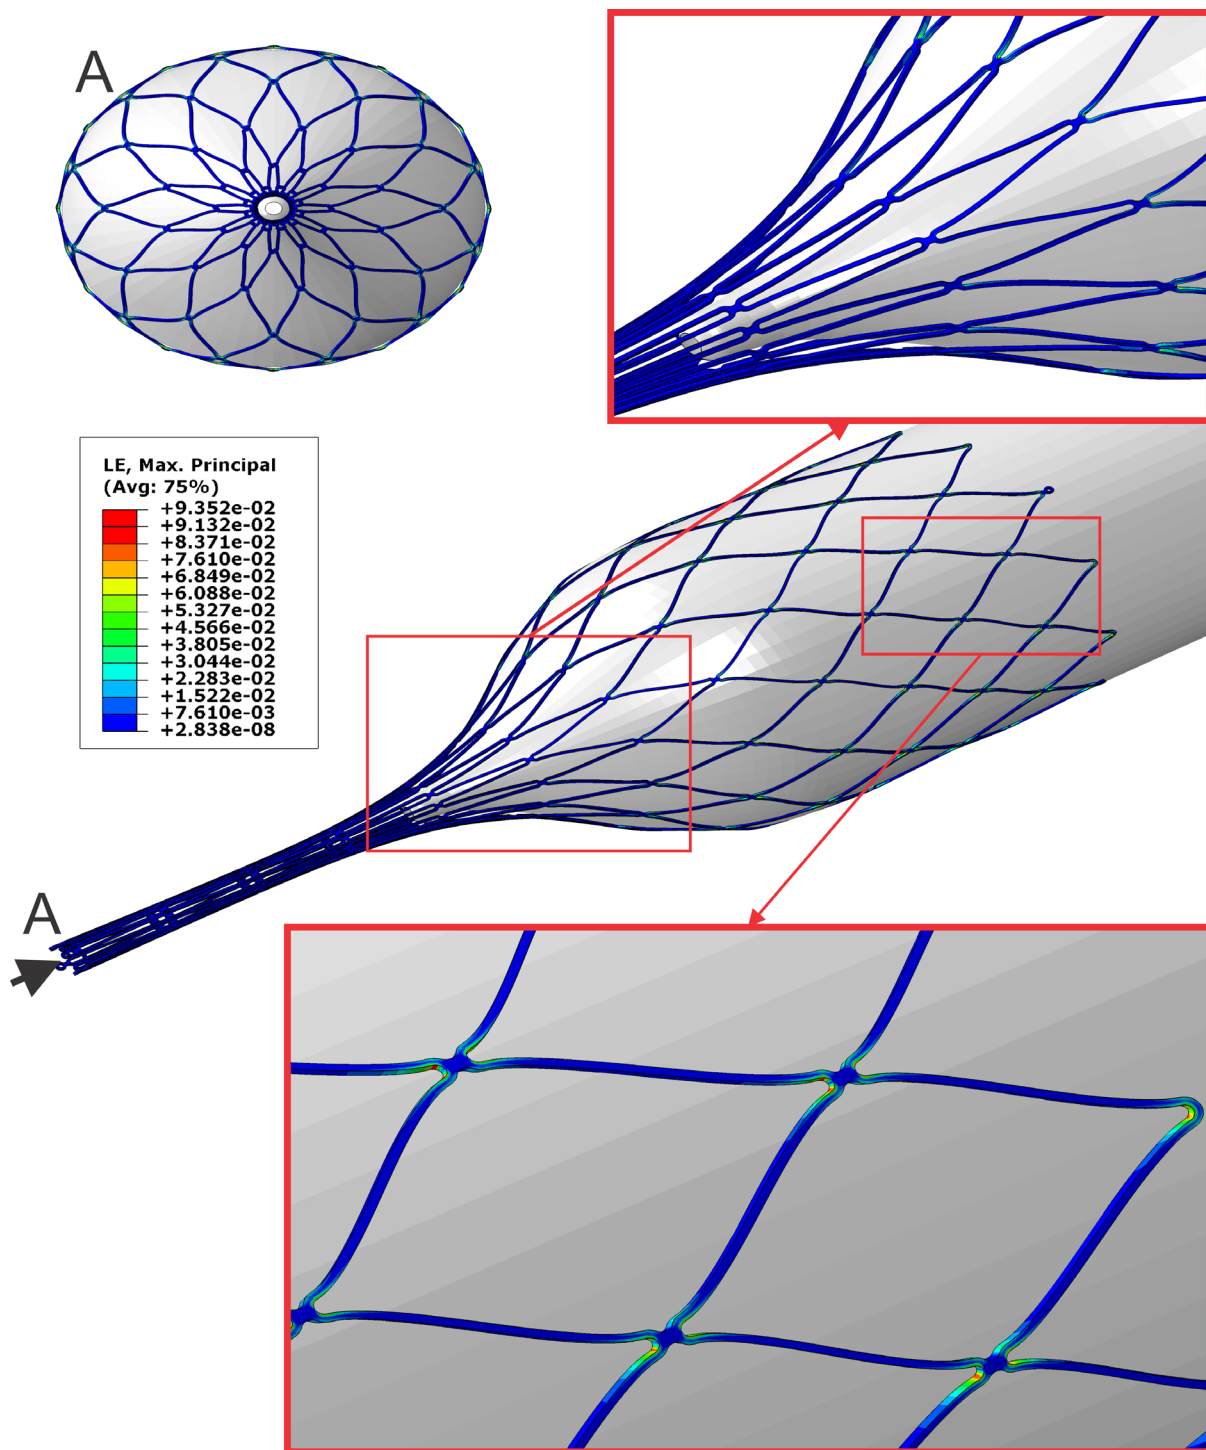 A
LE, Max. Principal
(Avg: 75%)
+9.352e-02
+9.132e-02
+8.371e-02
+7.610e-02
+6.849e-02
+6.088e-02
+5.327e-02
+4.566e-02
+3.805e-02
+3.044e-02
+2.283e-02
+1.522e-02
+7.610e-03
+2.838e-08
A